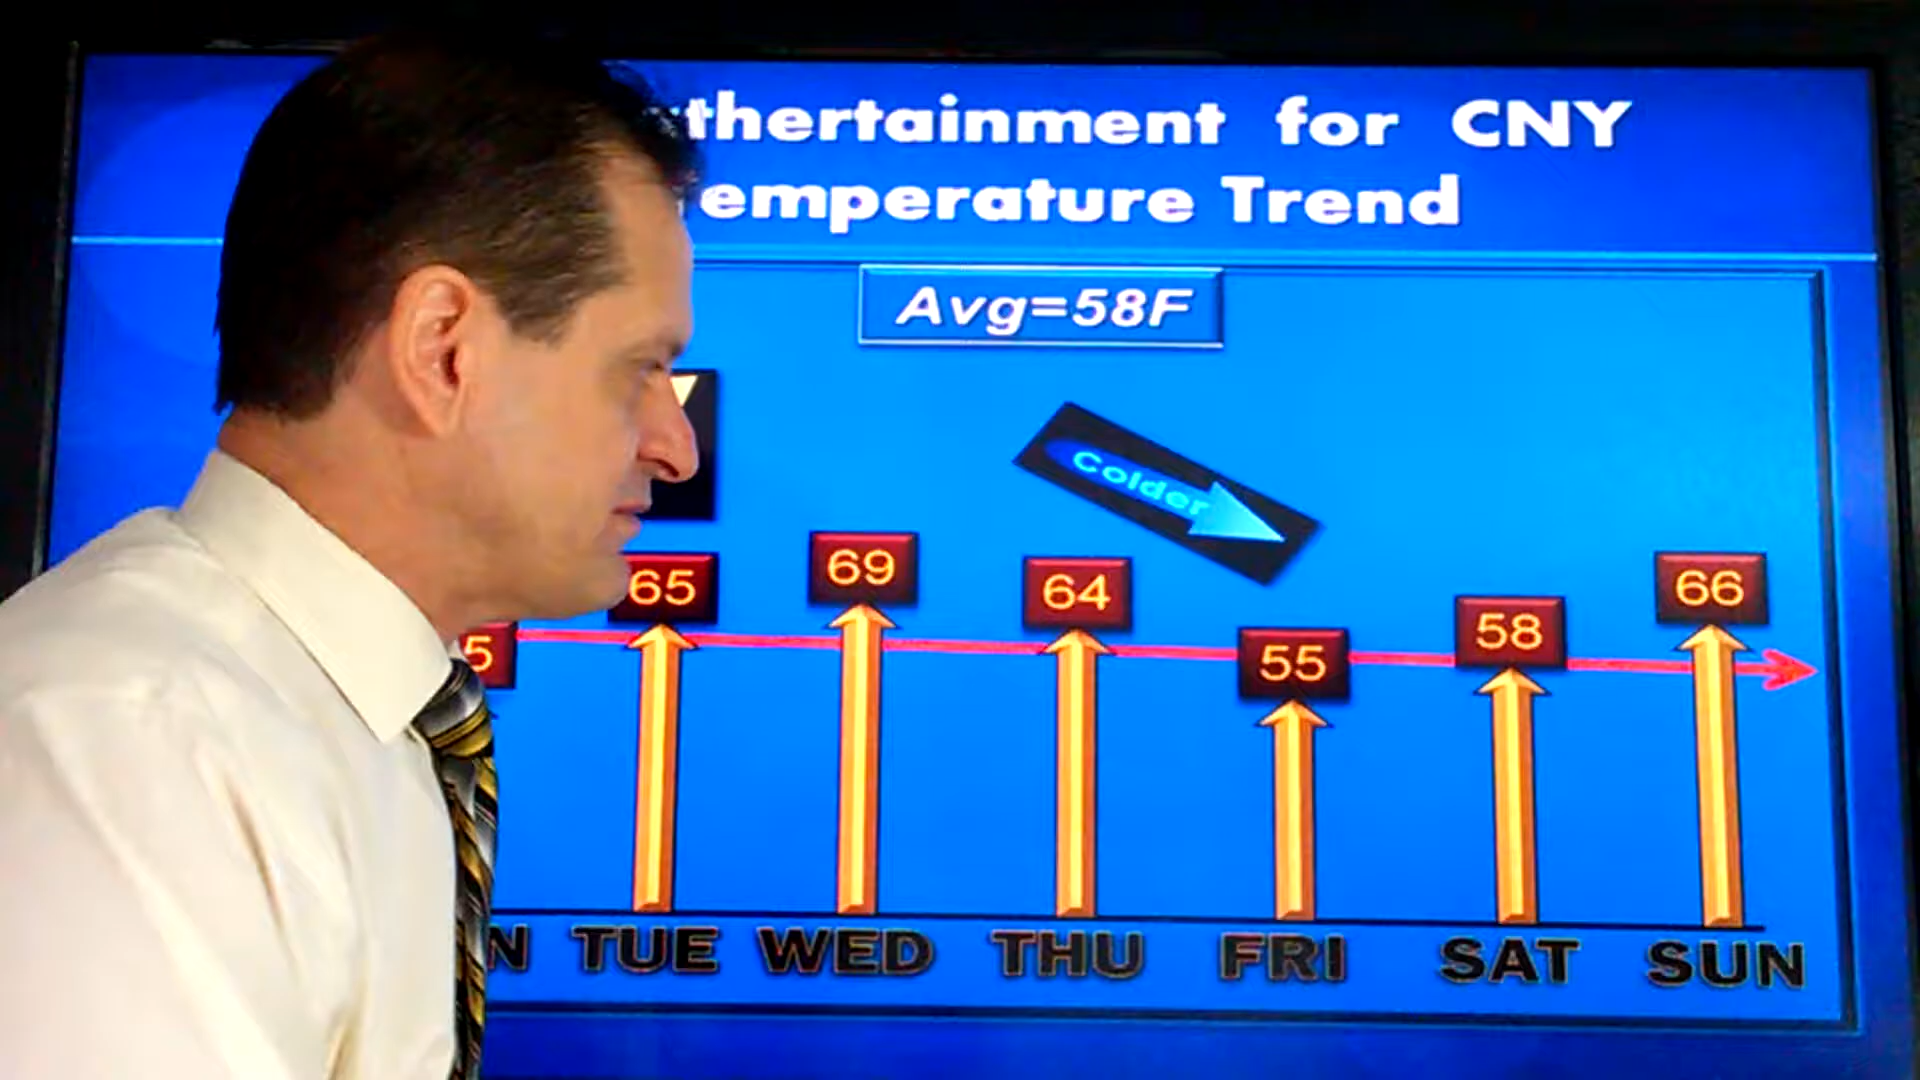 thertainment for CNY
emperature Trend
Avg=58F
Colder
5 65 69 64 55 58 66
N TUE WED THU FRI SAT SUN